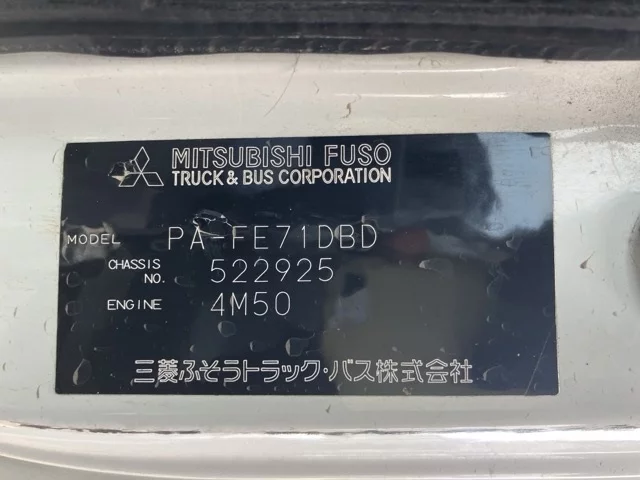 MITSUBISHI FUSO
TRUCK & BUS CORPORATION
MODEL PA-FE71DBD
CHASSIS NO. 522925
ENGINE 4M50
三菱ふそうトラック・バス株式会社